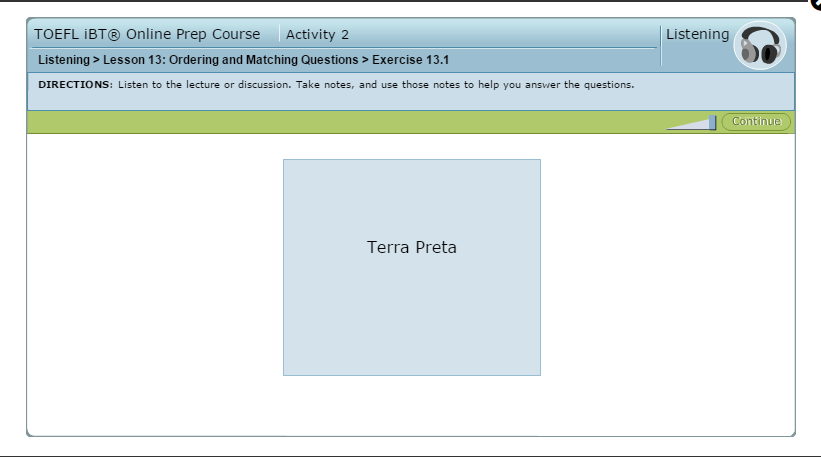 TOEFL iBT® Online Prep Course Activity 2 Listening
Listening > Lesson 13: Ordering and Matching Questions > Exercise 13.1
DIRECTIONS: Listen to the lecture or discussion. Take notes, and use those notes to help you answer the questions.
Continue
Terra Preta